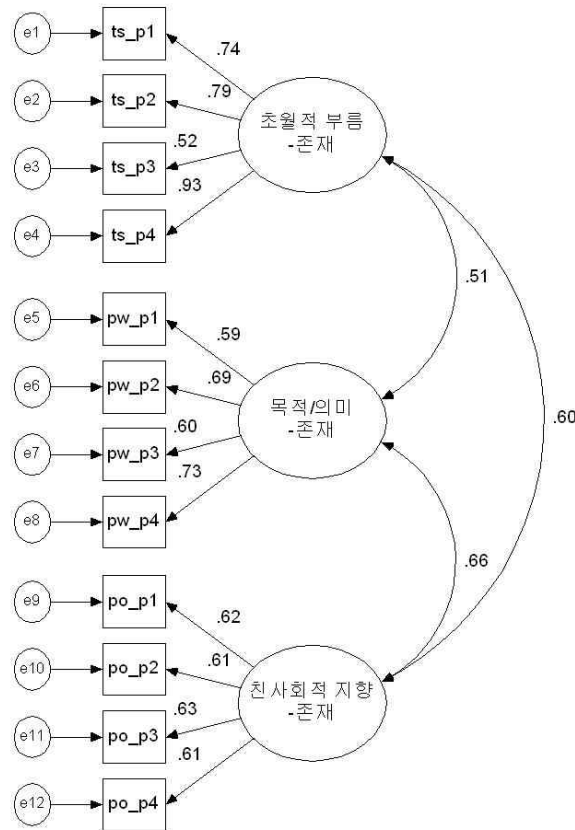 e1
ts_p1
.74
e2
ts_p2
.79
초월적 부름
-존재
e3
ts_p3
.52
e4
ts_p4
.93
.51
e5
pw_p1
.59
e6
pw_p2
.69
목적/의미
-존재
.60
e7
pw_p3
.60
e8
pw_p4
.73
.66
e9
po_p1
.62
e10
po_p2
.61
친사회적 지향
-존재
e11
po_p3
.63
e12
po_p4
.61